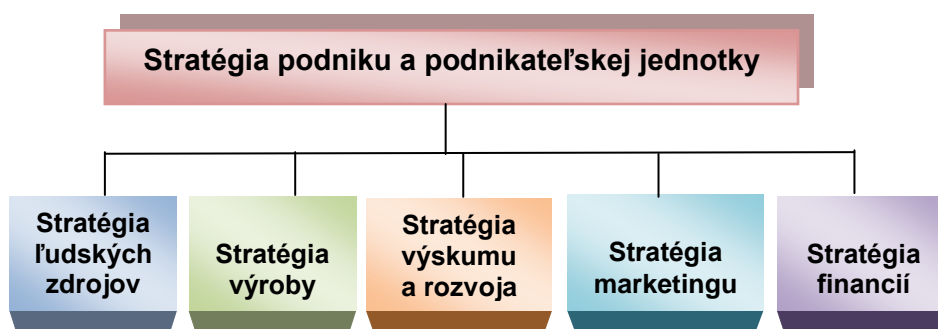 Stratégia podniku a podnikateľskej jednotky
Stratégia
ľudských
zdrojov
Stratégia
výroby
Stratégia
výskumu
a rozvoja
Stratégia
marketingu
Stratégia
financií